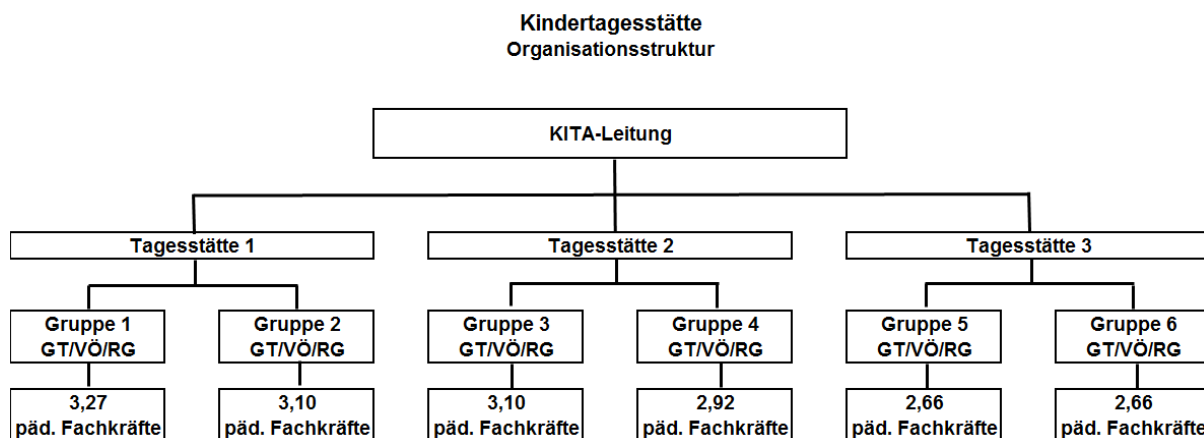 Kindertagesstätte
Organisationsstruktur
KITA-Leitung
Tagesstätte 1
Tagesstätte 2
Tagesstätte 3
Gruppe 1
GT/VÖ/RG
Gruppe 2
GT/VÖ/RG
Gruppe 3
GT/VÖ/RG
Gruppe 4
GT/VÖ/RG
Gruppe 5
GT/VÖ/RG
Gruppe 6
GT/VÖ/RG
3,27
päd. Fachkräfte
3,10
päd. Fachkräfte
3,10
päd. Fachkräfte
2,92
päd. Fachkräfte
2,66
päd. Fachkräfte
2,66
päd. Fachkräfte